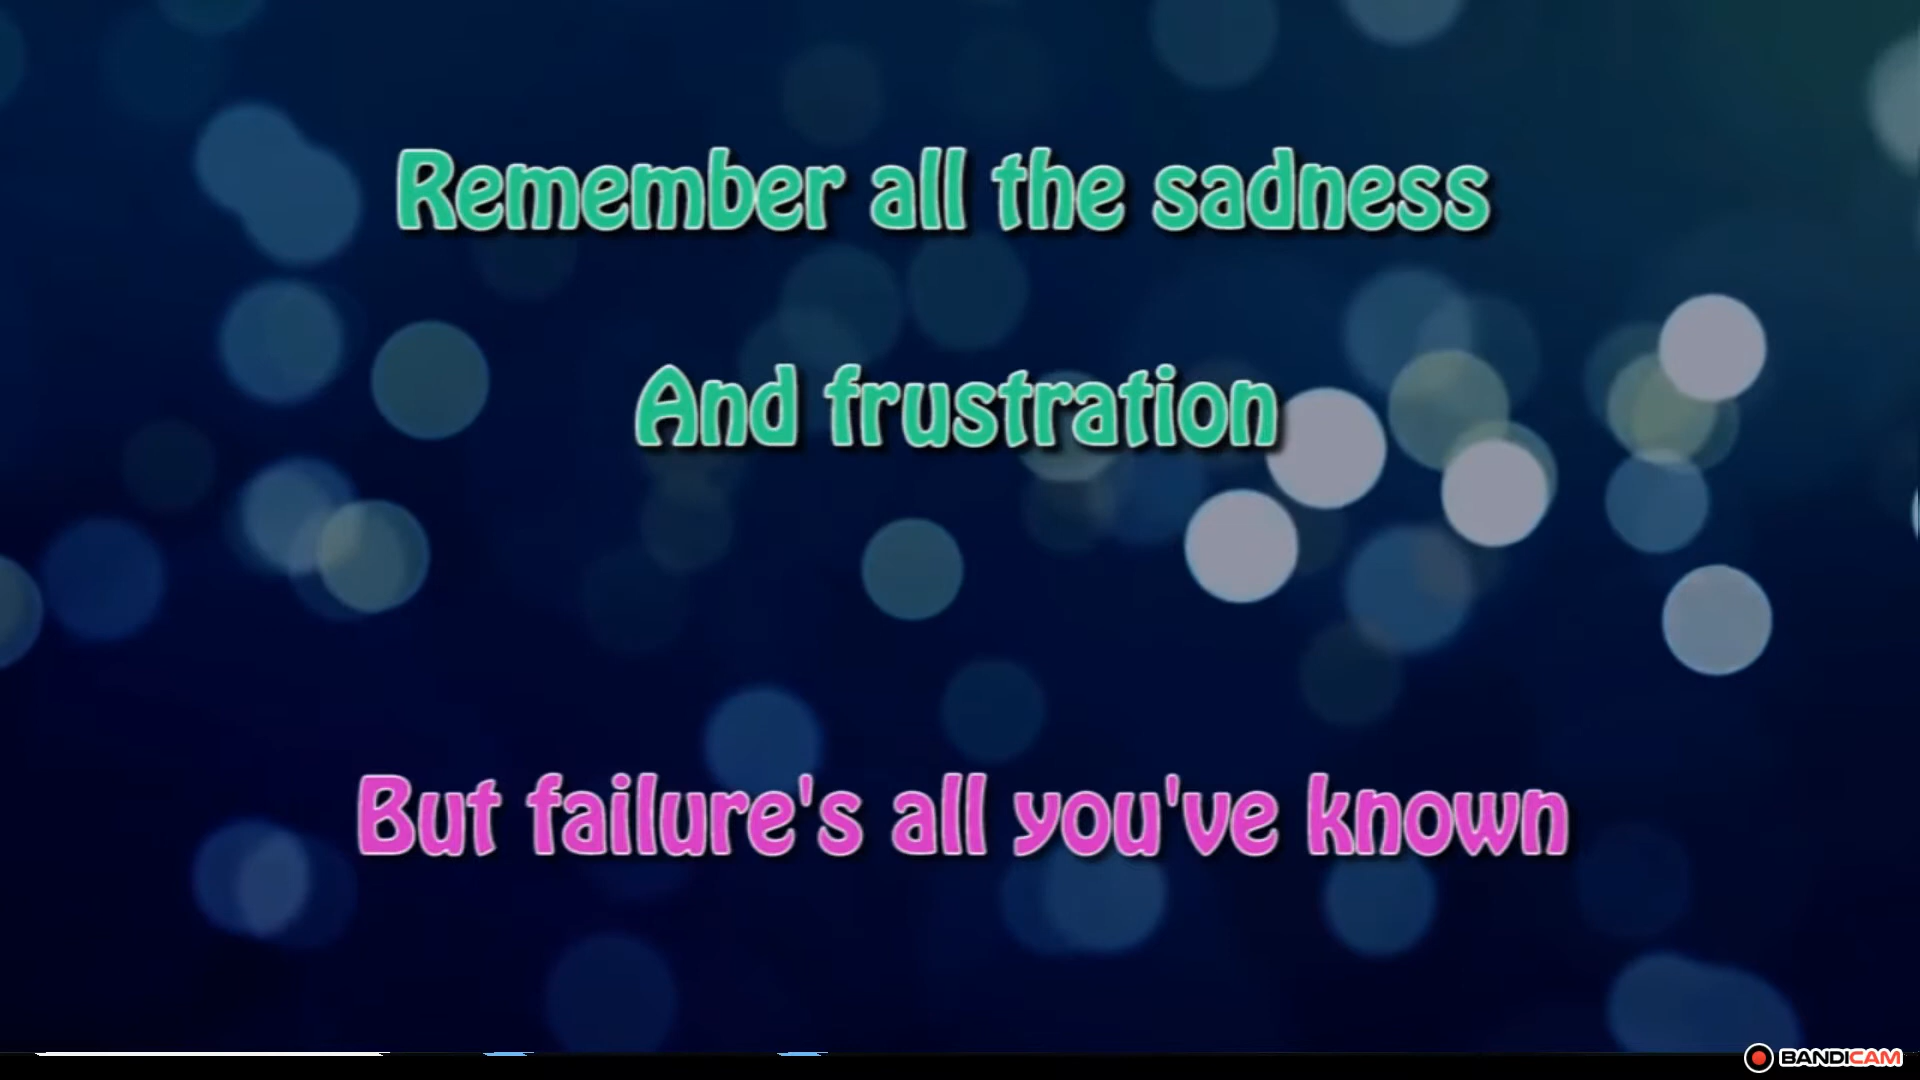 Remember all the sadness
And frustration
But failure's all you've known
BANDICAM